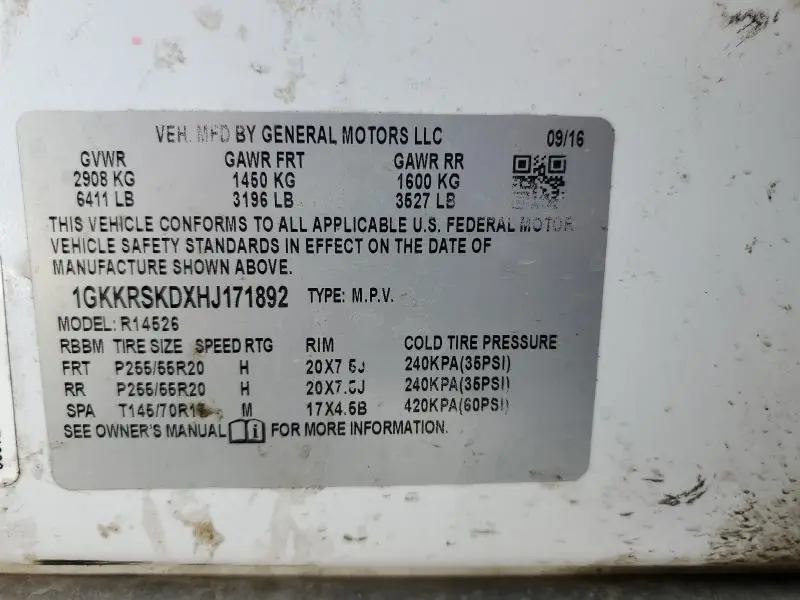 VEH. MFD BY GENERAL MOTORS LLC 09/16
GVWR GAWR FRT GAWR RR
2908 KG 1450 KG 1600 KG
6411 LB 3196 LB 3527 LB
THIS VEHICLE CONFORMS TO ALL APPLICABLE U.S. FEDERAL MOTOR
VEHICLE SAFETY STANDARDS IN EFFECT ON THE DATE OF
MANUFACTURE SHOWN ABOVE.
1GKKRSKDXHJ171892 TYPE: M.P.V.
MODEL: R14526
RBBM TIRE SIZE SPEED RTG RIM COLD TIRE PRESSURE
FRT P255/55R20 H 20X7.5J 240KPA(35PSI)
RR P255/55R20 H 20X7.5J 240KPA(35PSI)
SPA T145/70R17 M 17X4.5B 420KPA(60PSI)
SEE OWNER'S MANUAL FOR MORE INFORMATION.